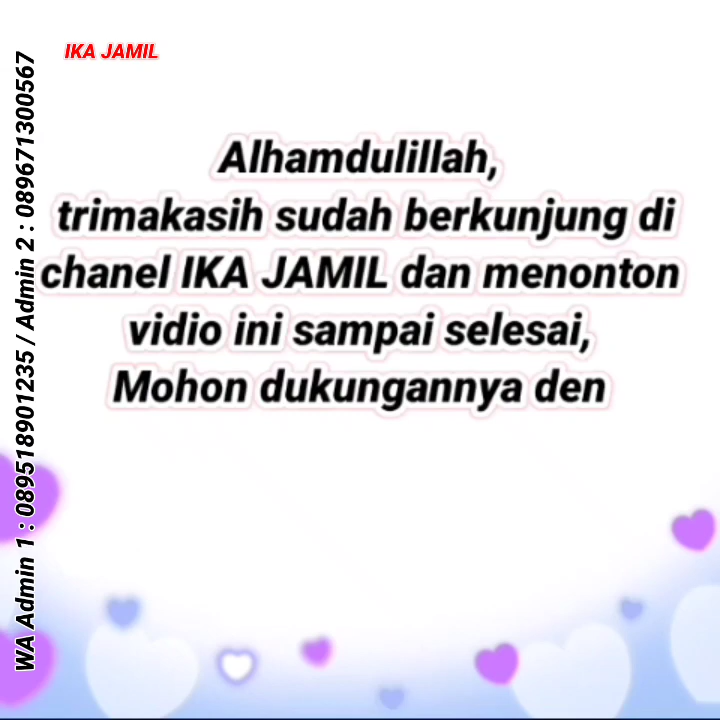 IKA JAMIL
Alhamdulillah,
trimakasih sudah berkunjung di
chanel IKA JAMIL dan menonton
vidio ini sampai selesai,
Mohon dukungannya den
WA Admin 1 : 089518901235 / Admin 2 : 089671300567